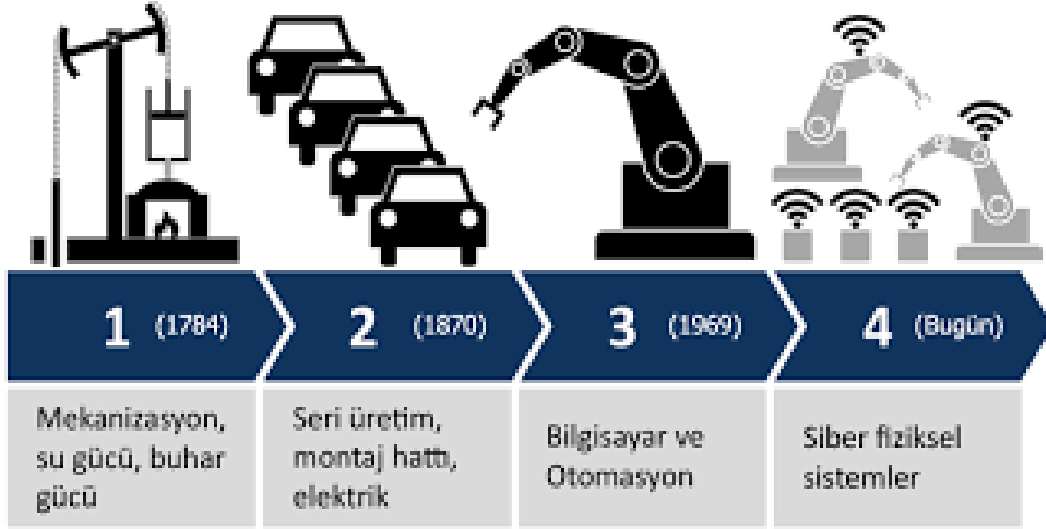 1 (1784)
2 (1870)
3 (1969)
4 (Bugün)
Mekanizasyon,
su gücü, buhar
gücü
Seri üretim,
montaj hattı,
elektrik
Bilgisayar ve
Otomasyon
Siber fiziksel
sistemler